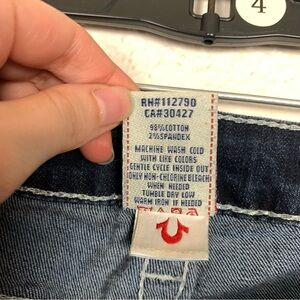 4
RN#112790
CA#30427
98%COTTON
2%SPANDEX
MACHINE WASH COLD
WITH LIKE COLORS
GENTLE CYCLE INSIDE OUT
ONLY NON-CHLORINE BLEACH
WHEN NEEDED
TUMBLE DRY LOW
WARM IRON IF NEEDED